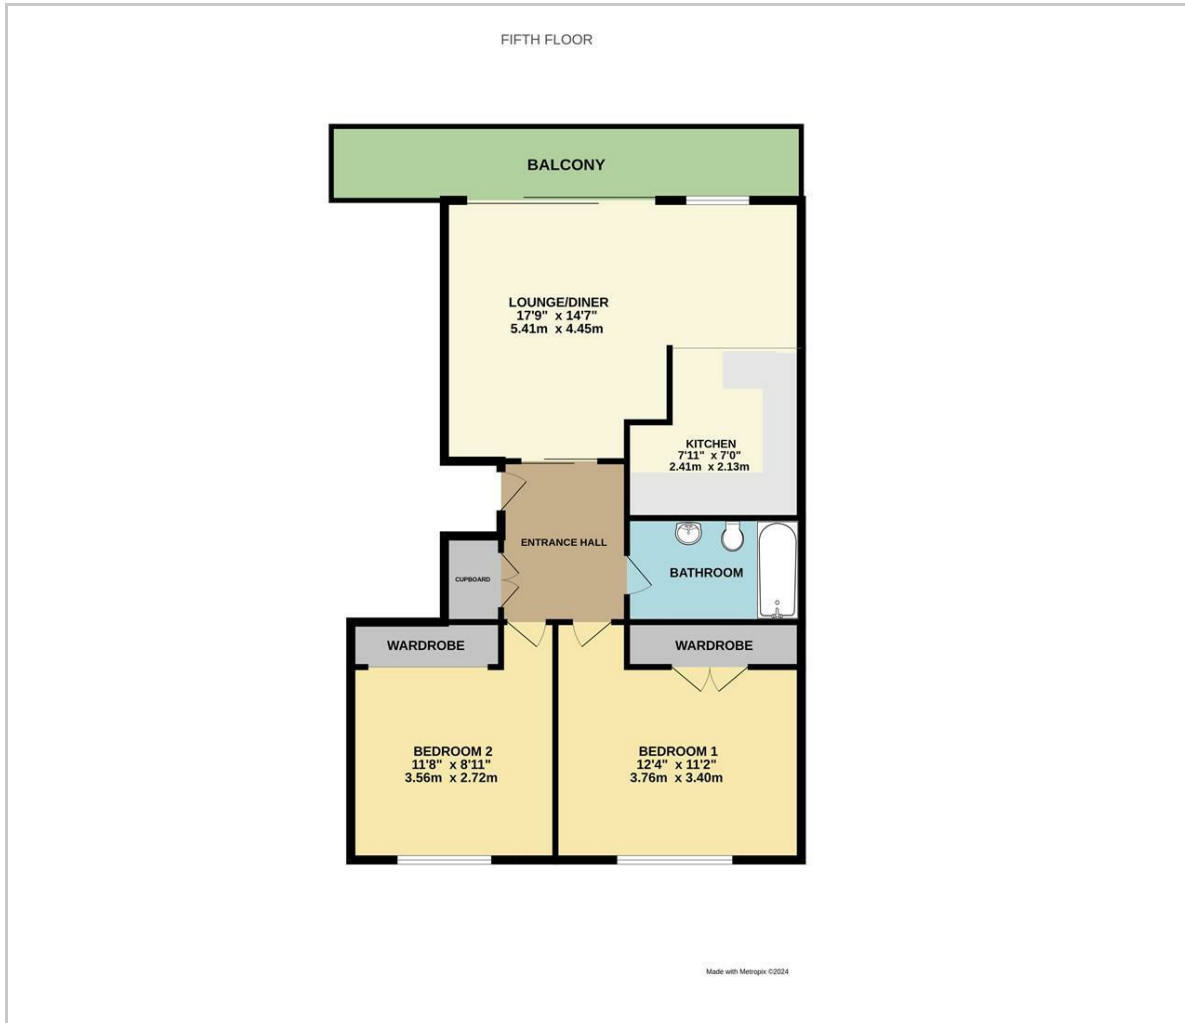 FIFTH FLOOR
BALCONY
LOUNGE/DINER
17'9" x 14'7"
5.41m x 4.45m
KITCHEN
7'11" x 7'0"
2.41m x 2.13m
ENTRANCE HALL
CUPBOARD
BATHROOM
WARDROBE
WARDROBE
BEDROOM 2
11'8" x 8'11"
3.56m x 2.72m
BEDROOM 1
12'4" x 11'2"
3.76m x 3.40m
Made with Metropix ©2024